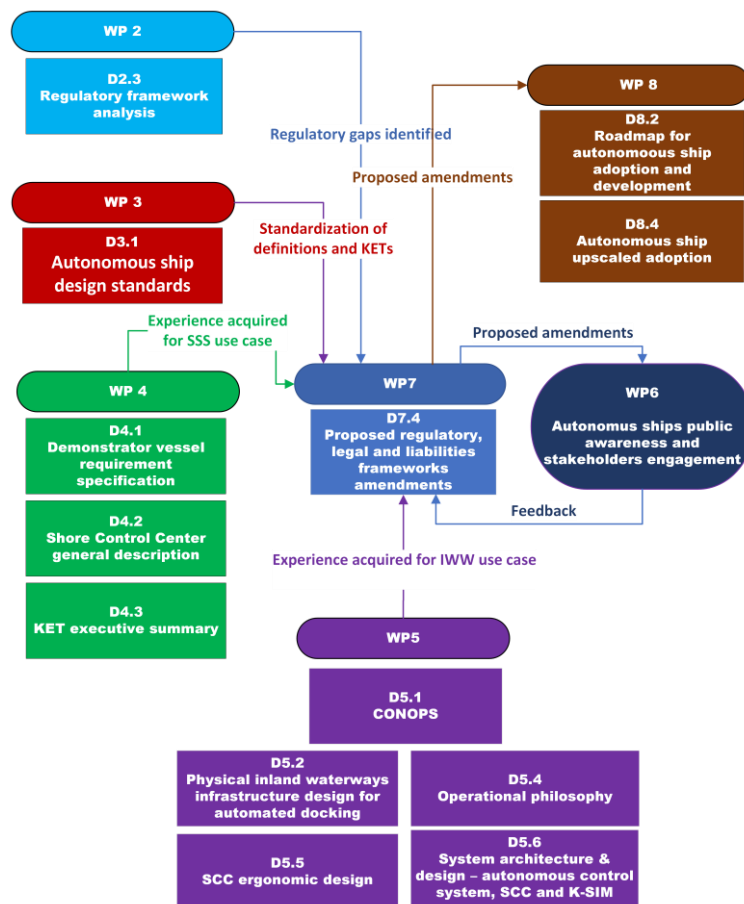 WP 2
D2.3
Regulatory framework
analysis
Regulatory gaps identified
WP 8
D8.2
Roadmap for
autonomoous ship
adoption and
development
D8.4
Autonomous ship
upscaled adoption
Proposed amendments
WP 3
D3.1
Autonomous ship
design standards
Standardization of
definitions and KETs
Experience acquired
for SSS use case
WP 4
D4.1
Demonstrator vessel
requirement
specification
D4.2
Shore Control Center
general description
D4.3
KET executive summary
WP7
D7.4
Proposed regulatory,
legal and liabilities
frameworks
amendments
Proposed amendments
WP6
Autonomus ships public
awareness and
stakeholders engagement
Feedback
Experience acquired for IWW use case
WP5
D5.1
CONOPS
D5.2
Physical inland waterways
infrastructure design for
automated docking
D5.4
Operational philosophy
D5.5
SCC ergonomic design
D5.6
System architecture &
design – autonomous control
system, SCC and K-SIM